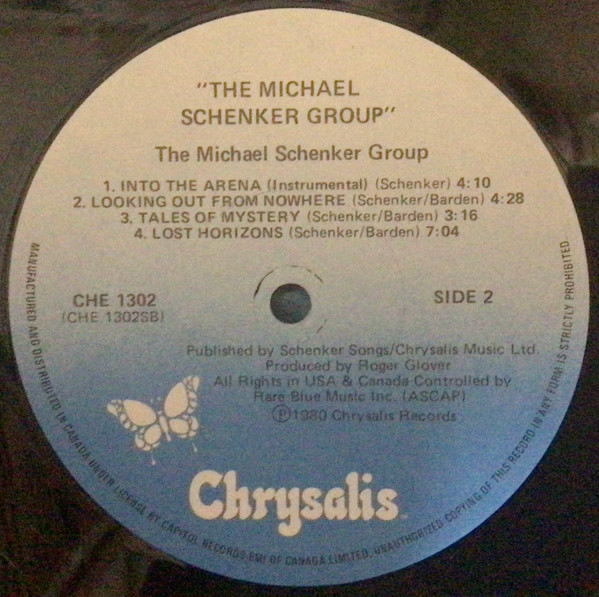 "THE MICHAEL
SCHENKER GROUP"
The Michael Schenker Group
1. INTO THE ARENA (Instrumental) (Schenker) 4:10
2. LOOKING OUT FROM NOWHERE (Schenker/Barden) 4:28
3. TALES OF MYSTERY (Schenker/Barden) 3:16
4. LOST HORIZONS (Schenker/Barden) 7:04
CHE 1302
(CHE 1302SB)
SIDE 2
Published by Schenker Songs/Chrysalis Music Ltd.
Produced by Roger Glover
All Rights in USA & Canada Controlled by
Rare Blue Music Inc. (ASCAP)
Ⓟ1980 Chrysalis Records
Chrysalis
MANUFACTURED AND DISTRIBUTED IN CANADA UNDER LICENSE BY CAPITOL RECORDS-EMI OF CANADA LIMITED. UNAUTHORIZED COPYING OF THIS RECORD IN ANY FORM IS STRICTLY PROHIBITED